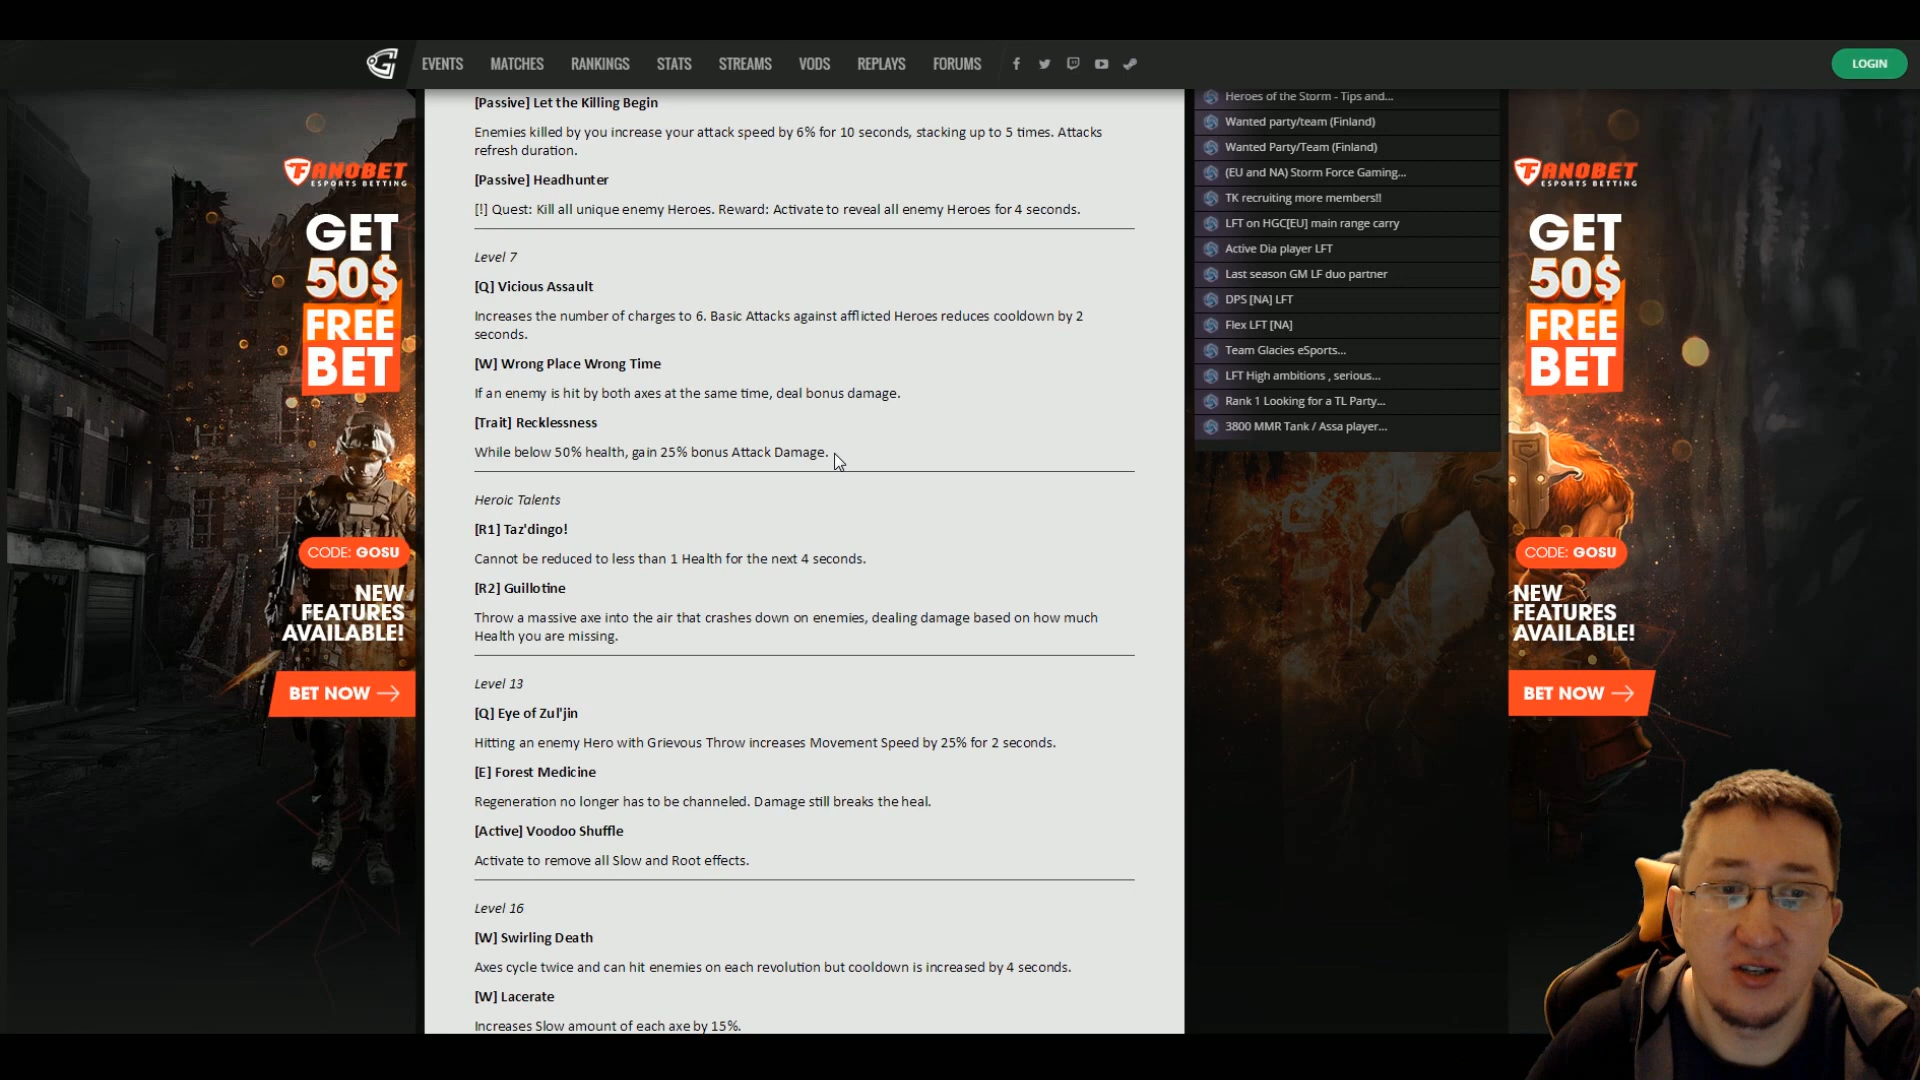 EVENTS MATCHES RANKINGS STATS STREAMS VODS REPLAYS FORUMS
LOGIN
[Passive] Let the Killing Begin
Enemies killed by you increase your attack speed by 6% for 10 seconds, stacking up to 5 times. Attacks
refresh duration.
[Passive] Headhunter
[!] Quest: Kill all unique enemy Heroes. Reward: Activate to reveal all enemy Heroes for 4 seconds.
Level 7
[Q] Vicious Assault
Increases the number of charges to 6. Basic Attacks against afflicted Heroes reduces cooldown by 2
seconds.
[W] Wrong Place Wrong Time
If an enemy is hit by both axes at the same time, deal bonus damage.
[Trait] Recklessness
While below 50% health, gain 25% bonus Attack Damage.
Heroic Talents
[R1] Taz'dingo!
Cannot be reduced to less than 1 Health for the next 4 seconds.
[R2] Guillotine
Throw a massive axe into the air that crashes down on enemies, dealing damage based on how much
Health you are missing.
Level 13
[Q] Eye of Zul'jin
Hitting an enemy Hero with Grievous Throw increases Movement Speed by 25% for 2 seconds.
[E] Forest Medicine
Regeneration no longer has to be channeled. Damage still breaks the heal.
[Active] Voodoo Shuffle
Activate to remove all Slow and Root effects.
Level 16
[W] Swirling Death
Axes cycle twice and can hit enemies on each revolution but cooldown is increased by 4 seconds.
[W] Lacerate
Increases Slow amount of each axe by 15%.
Heroes of the Storm - Tips and...
Wanted party/team (Finland)
Wanted Party/Team (Finland)
(EU and NA) Storm Force Gaming...
TK recruiting more members!!
LFT on HGC[EU] main range carry
Active Dia player LFT
Last season GM LF duo partner
DPS [NA] LFT
Flex LFT [NA]
Team Glacies eSports...
LFT High ambitions , serious...
Rank 1 Looking for a TL Party...
3800 MMR Tank / Assa player...
FANOBET
ESPORTS BETTING
GET
50$
FREE
BET
CODE: GOSU
NEW
FEATURES
AVAILABLE!
BET NOW
FANOBET
ESPORTS BETTING
GET
50$
FREE
BET
CODE: GOSU
NEW
FEATURES
AVAILABLE!
BET NOW